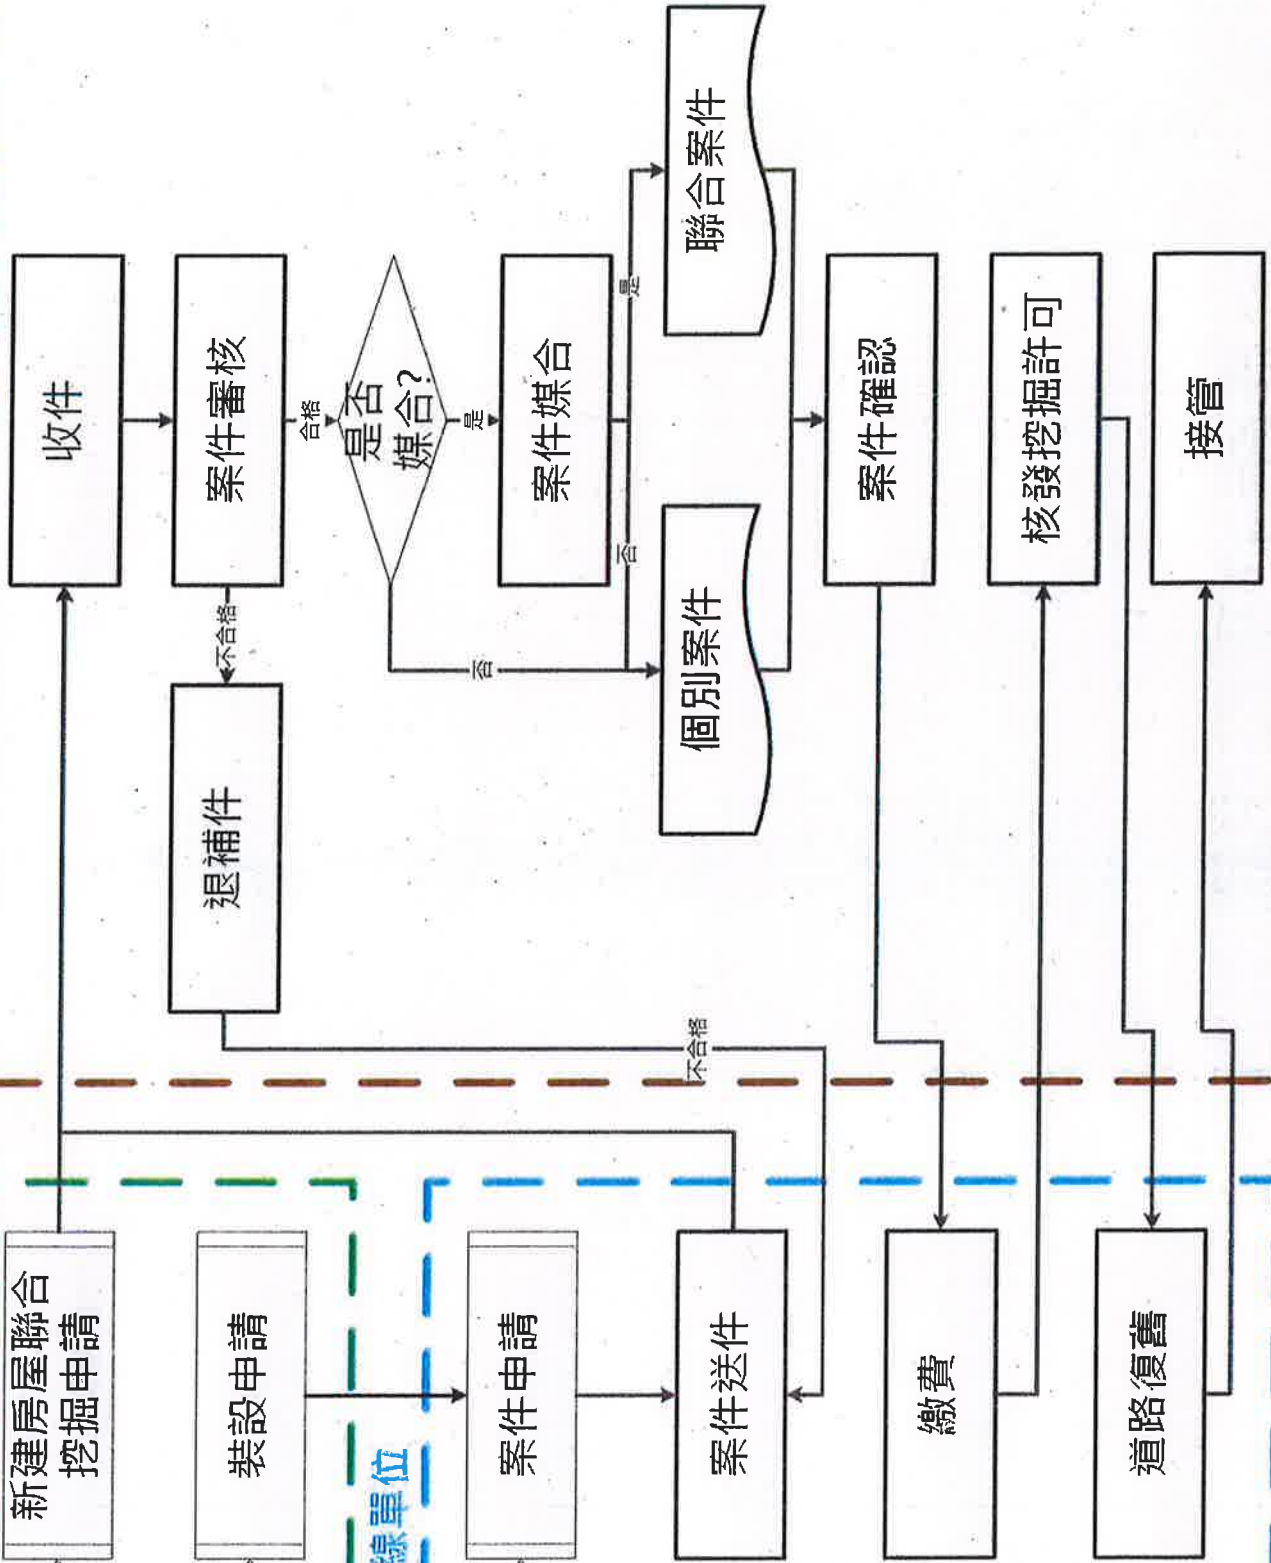 新建房屋聯合
挖掘申請
裝設申請
線單位
案件申請
案件送件
繳費
道路復舊
不合格
退補件
不合格
收件
案件審核
合格
是否
媒合?
是
否
案件媒合
否
是
個別案件
聯合案件
案件確認
核發挖掘許可
接管